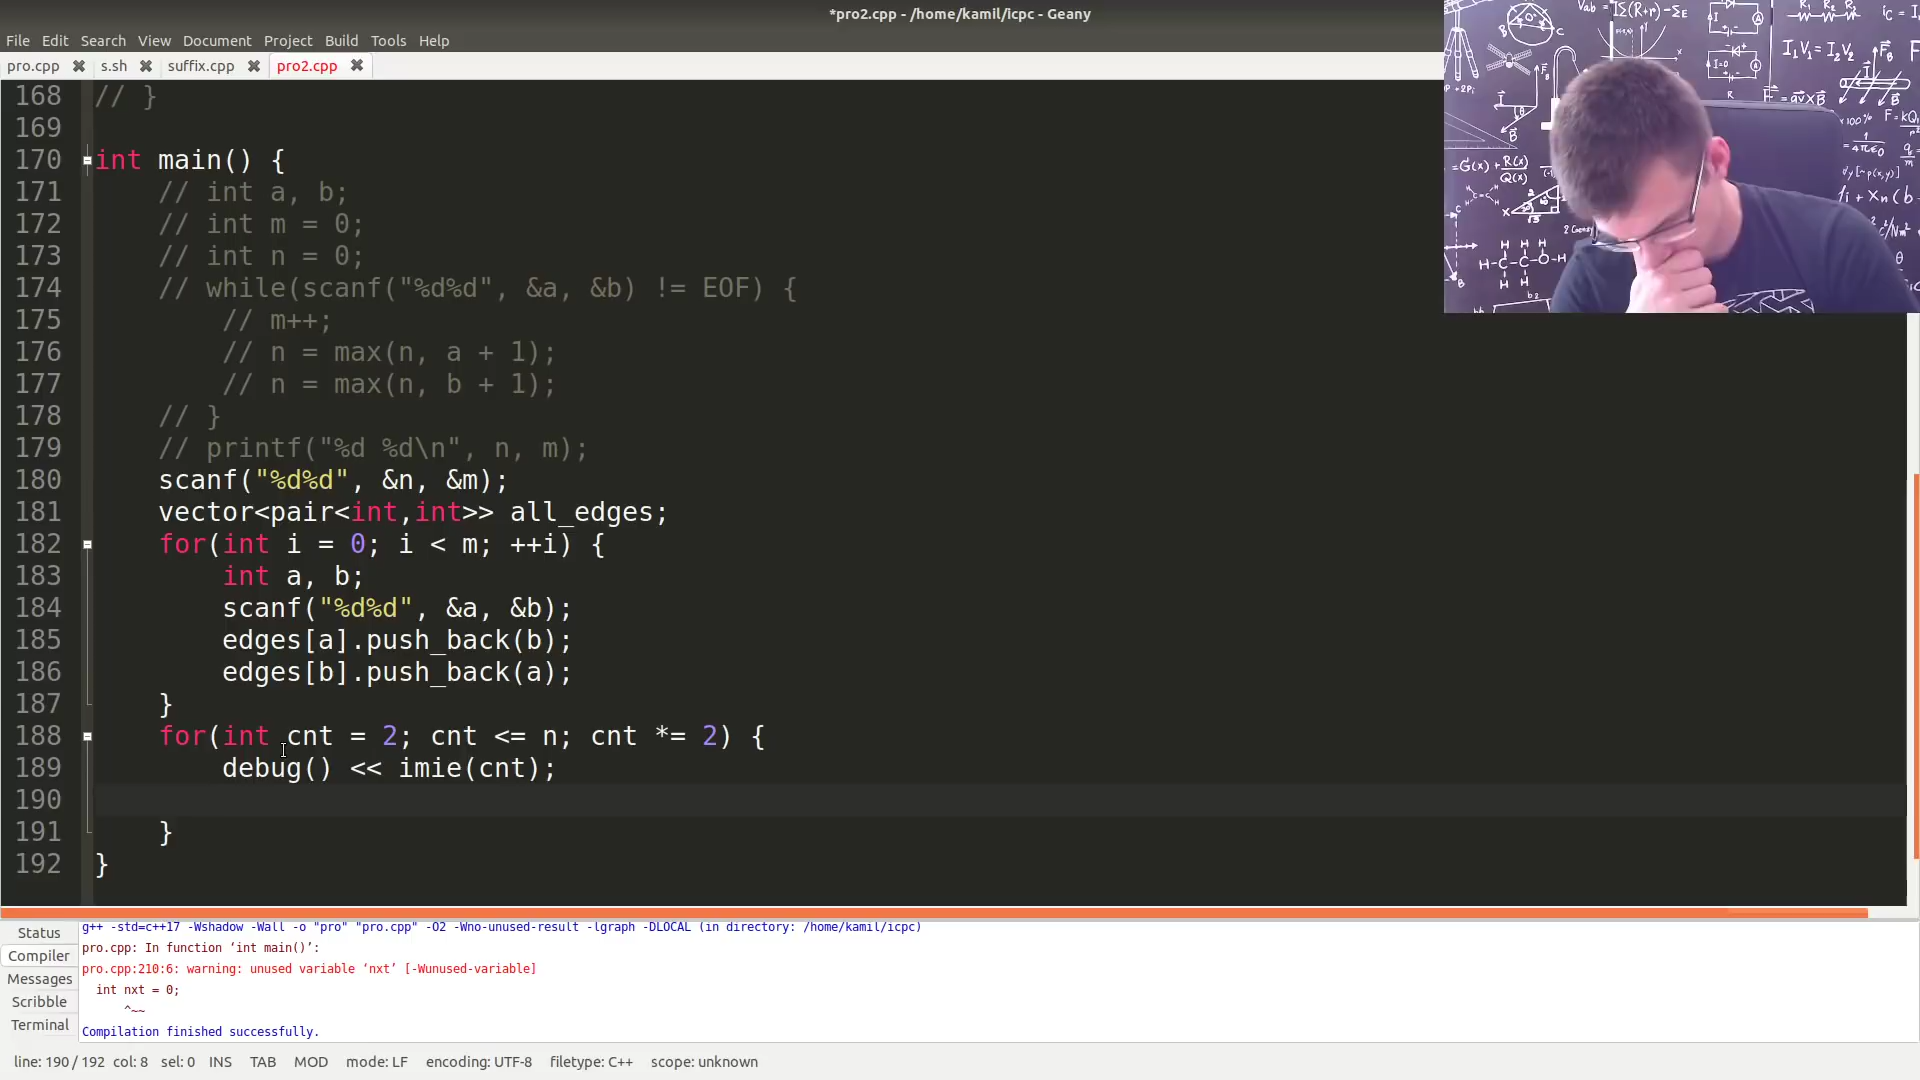 *pro2.cpp - /home/kamil/icpc - Geany
File Edit Search View Document Project Build Tools Help
pro.cpp s.sh suffix.cpp pro2.cpp
168 // }
169
170 int main() {
171 // int a, b;
172 // int m = 0;
173 // int n = 0;
174 // while(scanf("%d%d", &a, &b) != EOF) {
175 // m++;
176 // n = max(n, a + 1);
177 // n = max(n, b + 1);
178 // }
179 // printf("%d %d\n", n, m);
180 scanf("%d%d", &n, &m);
181 vector<pair<int,int>> all_edges;
182 for(int i = 0; i < m; ++i) {
183 int a, b;
184 scanf("%d%d", &a, &b);
185 edges[a].push_back(b);
186 edges[b].push_back(a);
187 }
188 for(int cnt = 2; cnt <= n; cnt *= 2) {
189 debug() << imie(cnt);
190
191 }
192 }
Status
Compiler
Messages
Scribble
Terminal
g++ -std=c++17 -Wshadow -Wall -o "pro" "pro.cpp" -O2 -Wno-unused-result -lgraph -DLOCAL (in directory: /home/kamil/icpc)
pro.cpp: In function ‘int main()’:
pro.cpp:210:6: warning: unused variable ‘nxt’ [-Wunused-variable]
int nxt = 0;
^~~
Compilation finished successfully.
line: 190 / 192 col: 8 sel: 0 INS TAB MOD mode: LF encoding: UTF-8 filetype: C++ scope: unknown